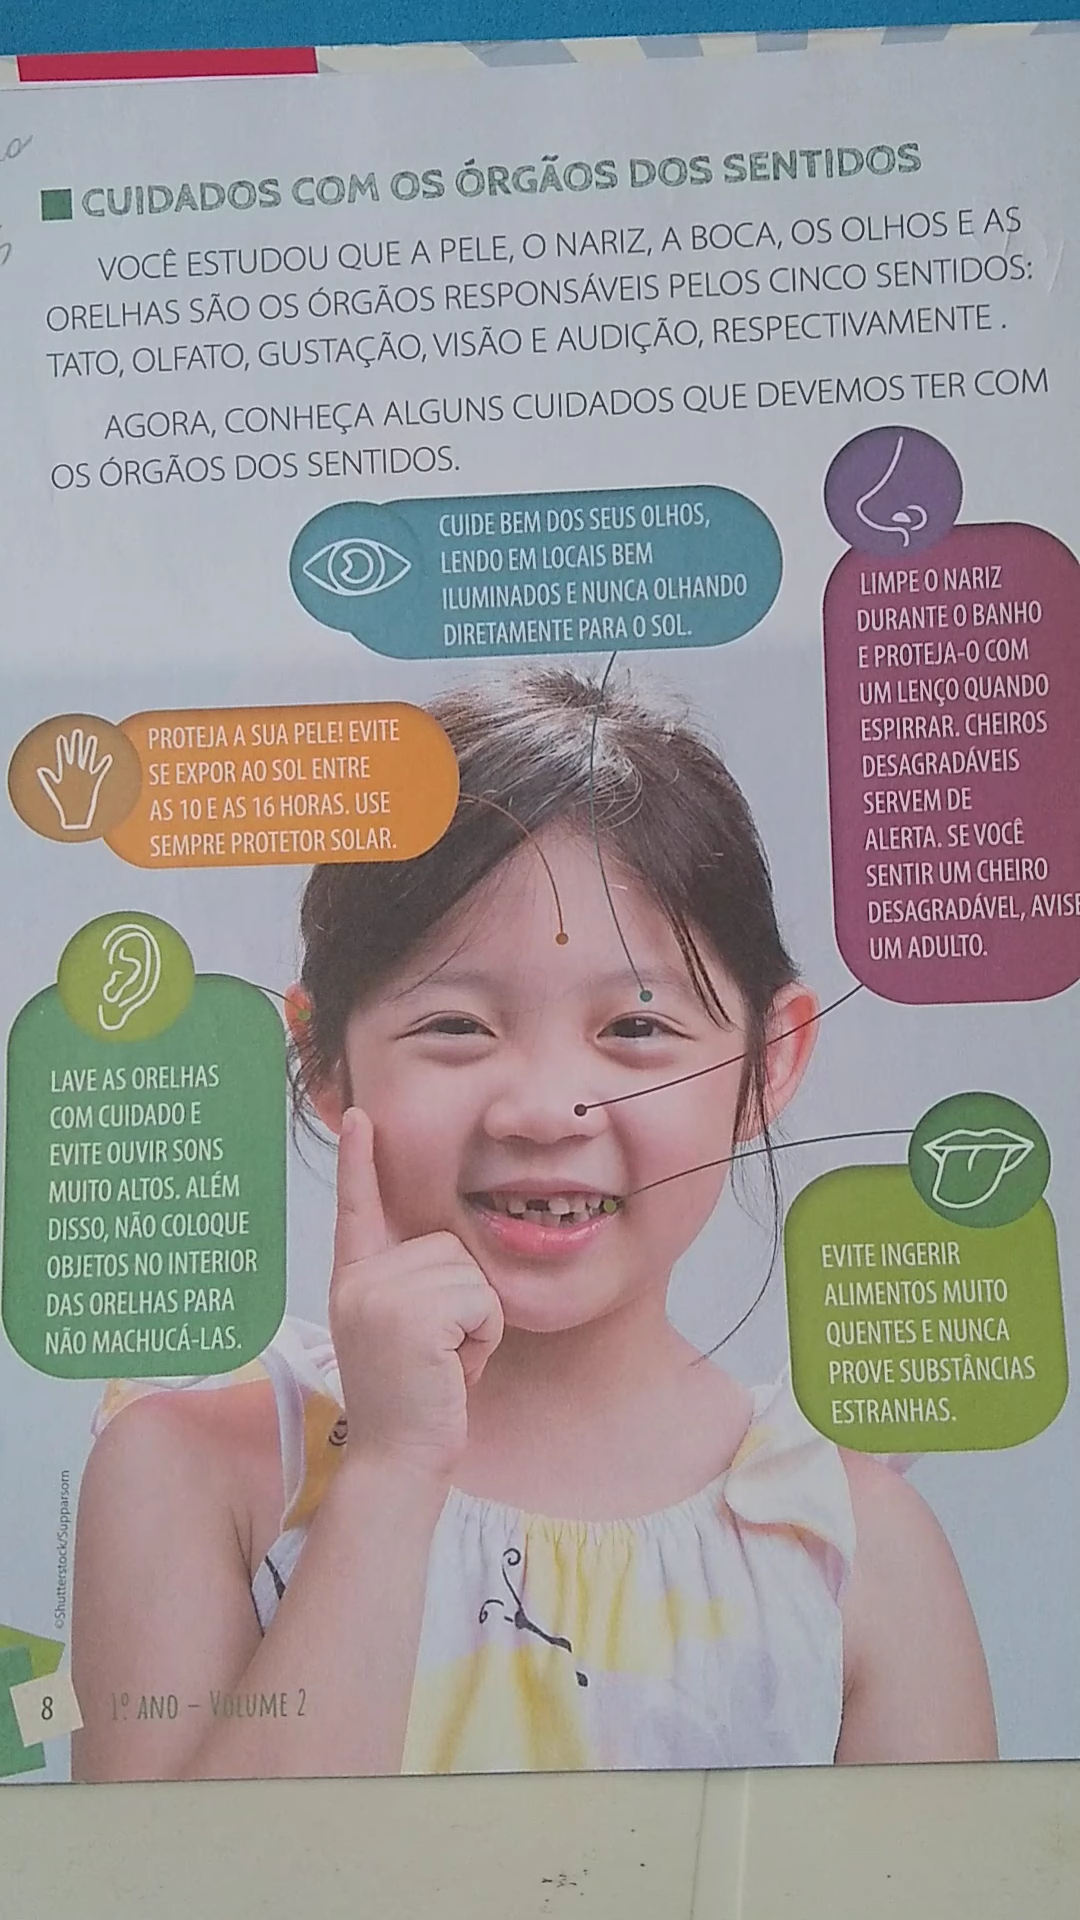 CUIDADOS COM OS ÓRGÃOS DOS SENTIDOS
VOCÊ ESTUDOU QUE A PELE, O NARIZ, A BOCA, OS OLHOS E AS
ORELHAS SÃO OS ÓRGÃOS RESPONSÁVEIS PELOS CINCO SENTIDOS:
TATO, OLFATO, GUSTAÇÃO, VISÃO E AUDIÇÃO, RESPECTIVAMENTE .
AGORA, CONHEÇA ALGUNS CUIDADOS QUE DEVEMOS TER COM
OS ÓRGÃOS DOS SENTIDOS.
CUIDE BEM DOS SEUS OLHOS,
LENDO EM LOCAIS BEM
ILUMINADOS E NUNCA OLHANDO
DIRETAMENTE PARA O SOL.
LIMPE O NARIZ
DURANTE O BANHO
E PROTEJA-O COM
UM LENÇO QUANDO
ESPIRRAR. CHEIROS
DESAGRADÁVEIS
SERVEM DE
ALERTA. SE VOCÊ
SENTIR UM CHEIRO
DESAGRADÁVEL, AVISE
UM ADULTO.
PROTEJA A SUA PELE! EVITE
SE EXPOR AO SOL ENTRE
AS 10 E AS 16 HORAS. USE
SEMPRE PROTETOR SOLAR.
LAVE AS ORELHAS
COM CUIDADO E
EVITE OUVIR SONS
MUITO ALTOS. ALÉM
DISSO, NÃO COLOQUE
OBJETOS NO INTERIOR
DAS ORELHAS PARA
NÃO MACHUCÁ-LAS.
EVITE INGERIR
ALIMENTOS MUITO
QUENTES E NUNCA
PROVE SUBSTÂNCIAS
ESTRANHAS.
©Shutterstock/Supparsorn
8 1º ANO – VOLUME 2